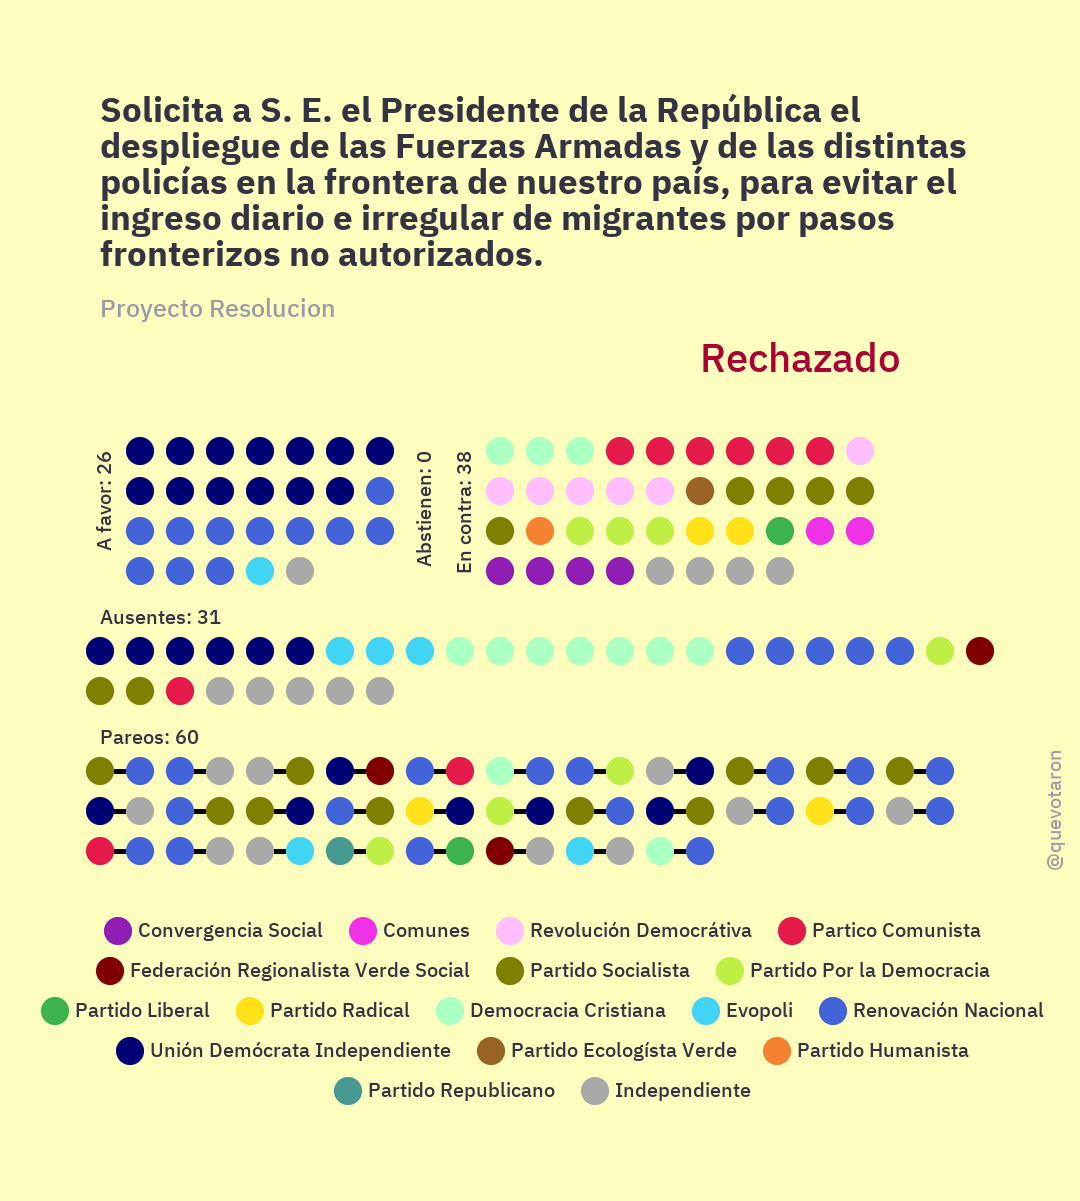 Solicita a S. E. el Presidente de la República el
despliegue de las Fuerzas Armadas y de las distintas
policías en la frontera de nuestro país, para evitar el
ingreso diario e irregular de migrantes por pasos
fronterizos no autorizados.
Proyecto Resolucion
Rechazado
A favor: 26
Abstienen: 0
En contra: 38
Ausentes: 31
Pareos: 60
@quevotaron
Convergencia Social Comunes Revolución Demócrátiva Partico Comunista
Federación Regionalista Verde Social Partido Socialista Partido Por la Democracia
Partido Liberal Partido Radical Democracia Cristiana Evopoli Renovación Nacional
Unión Demócrata Independiente Partido Ecologísta Verde Partido Humanista
Partido Republicano Independiente